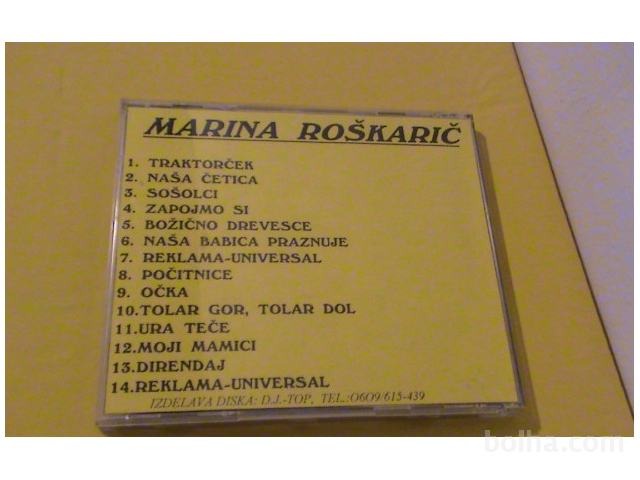 MARINA ROŠKARIČ
1. TRAKTORČEK
2. NAŠA ČETICA
3. SOŠOLCI
4. ZAPOJMO SI
5. BOŽIČNO DREVESCE
6. NAŠA BABICA PRAZNUJE
7. REKLAMA-UNIVERSAL
8. POČITNICE
9. OČKA
10. TOLAR GOR, TOLAR DOL
11. URA TEČE
12. MOJI MAMICI
13. DIRENDAJ
14. REKLAMA-UNIVERSAL
IZDELAVA DISKA: D.J.-TOP, TEL.:0609/615-439
bolha.com